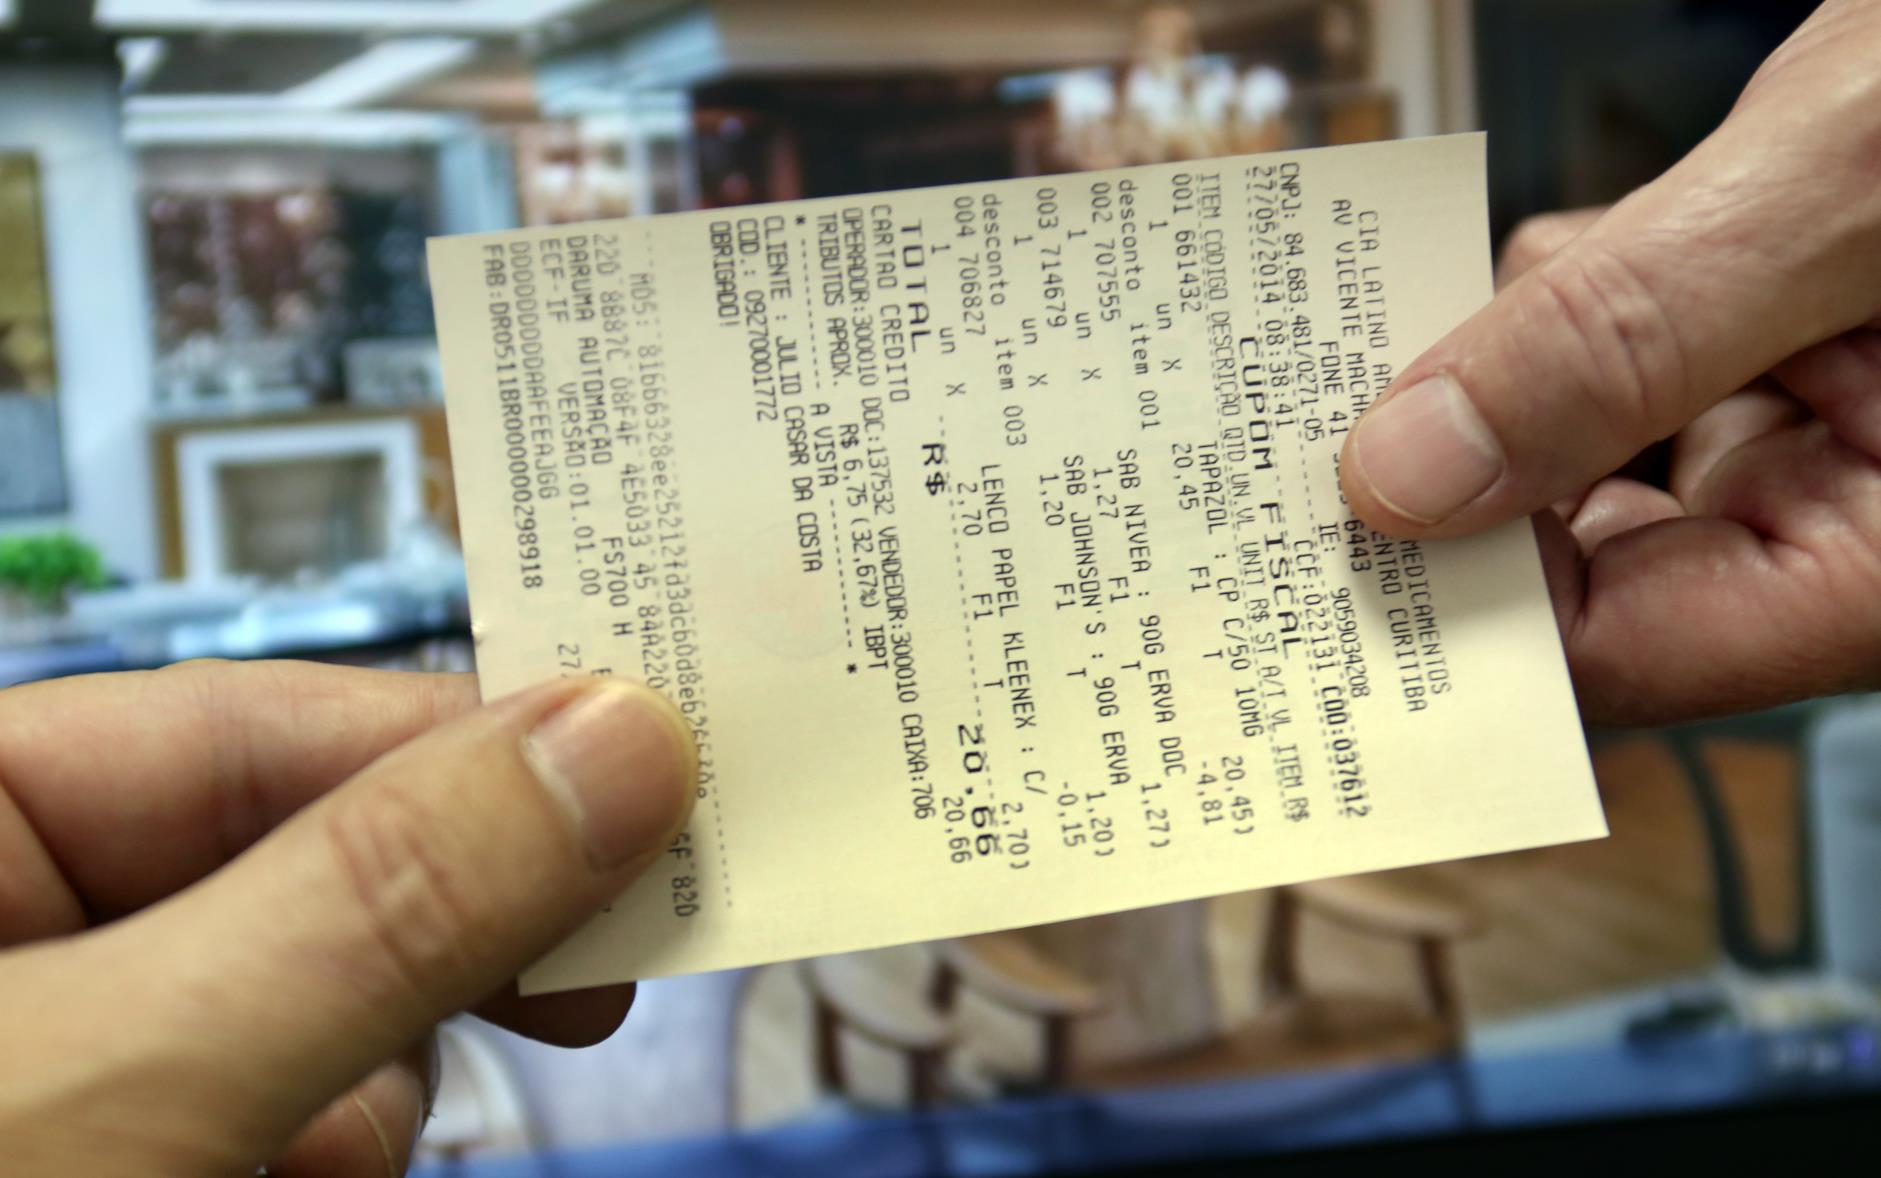 CIA LATINO MEDICAMENTOS
AV VICENTE CURITIBA
FONE 41 6443
CNPJ: 84.683.481/0271-05 IE: 9059034208
27/05/2014 08:38:41 CCF:022131 COO:037612
CUPOM FISCAL
ITEM CÓDIGO DESCRIÇÃO QTD.UN.VL UNIT R$ ST A/T VL ITEM R$
001 661432 TAPAZOL : CP C/50 10MG
1 un X 20,45 F1 T 20,45)
desconto item 001 -4,81
002 707555 SAB NIVEA : 90G ERVA DOC
1 un X 1,27 F1 T 1,27)
003 714679 SAB JOHNSON'S : 90G ERVA
1 un X 1,20 F1 T 1,20)
desconto item 003 -0,15
004 706827 LENCO PAPEL KLEENEX : C/
1 un X 2,70 F1 T 2,70)
TOTAL R$ 20,66
CARTAO CREDITO 20,66
OPERADOR:300010 DOC:137532 VENDEDOR:300010 CAIXA:706
TRIBUTOS APROX. R$ 6,75 (32,67%) IBPT
* ---------- A VISTA ---------- *
CLIENTE : JULIO CASAR DA COSTA
COD.: 092700001772
OBRIGADO!
DARUMA AUTOMAÇÃO FS700 H
ECF-IF VERSÃO:01.01.00
DDDDDDDDDAAFEEAJGG
FAB:DR0511BR000000298918